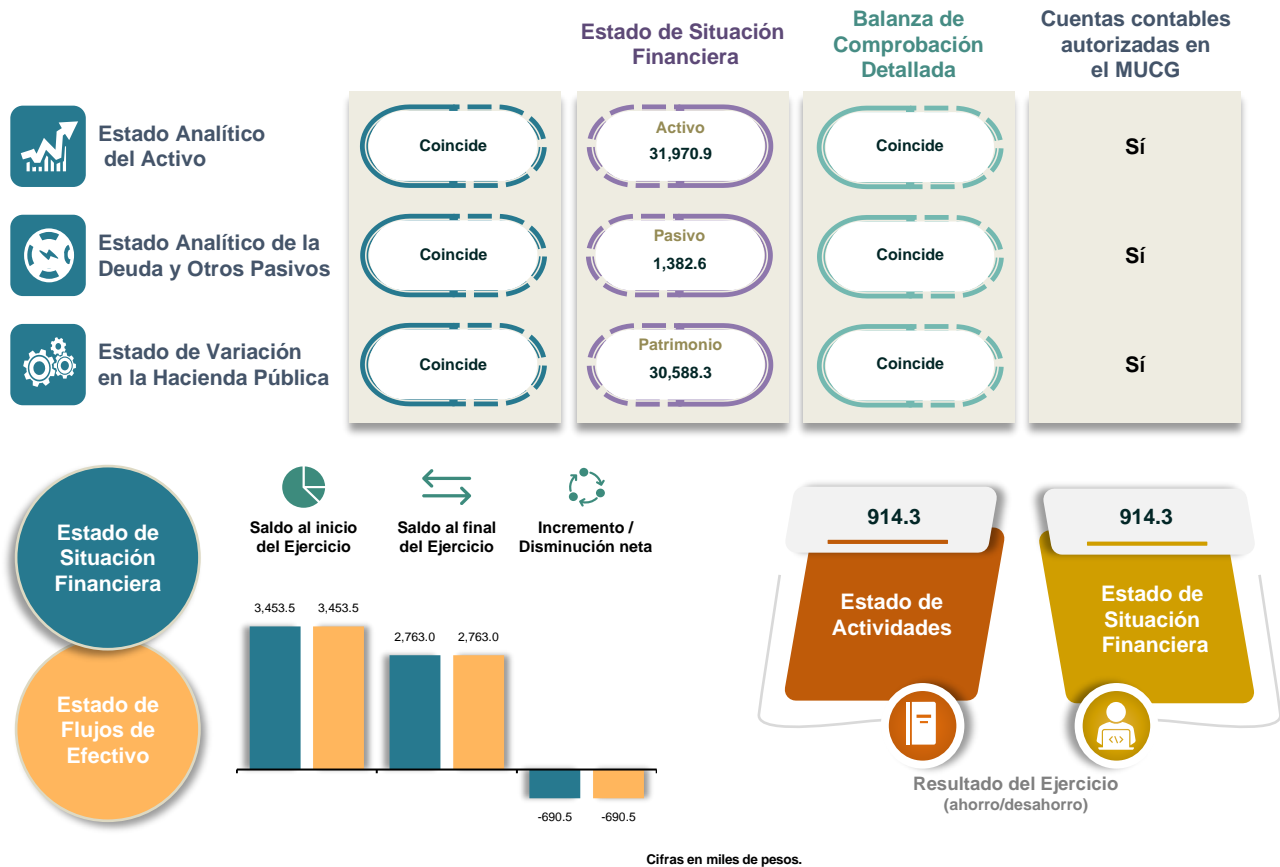 Estado de Situación
Financiera
Balanza de
Comprobación
Detallada
Cuentas contables
autorizadas en
el MUCG
Estado Analítico
del Activo
Coincide
Activo
31,970.9
Coincide
Sí
Estado Analítico de la
Deuda y Otros Pasivos
Coincide
Pasivo
1,382.6
Coincide
Sí
Estado de Variación
en la Hacienda Pública
Coincide
Patrimonio
30,588.3
Coincide
Sí
Estado de
Situación
Financiera
Estado de
Flujos de
Efectivo
Saldo al inicio
del Ejercicio
Saldo al final
del Ejercicio
Incremento /
Disminución neta
3,453.5
3,453.5
2,763.0
2,763.0
-690.5
-690.5
914.3
Estado de
Actividades
914.3
Estado de
Situación
Financiera
Resultado del Ejercicio
(ahorro/desahorro)
Cifras en miles de pesos.